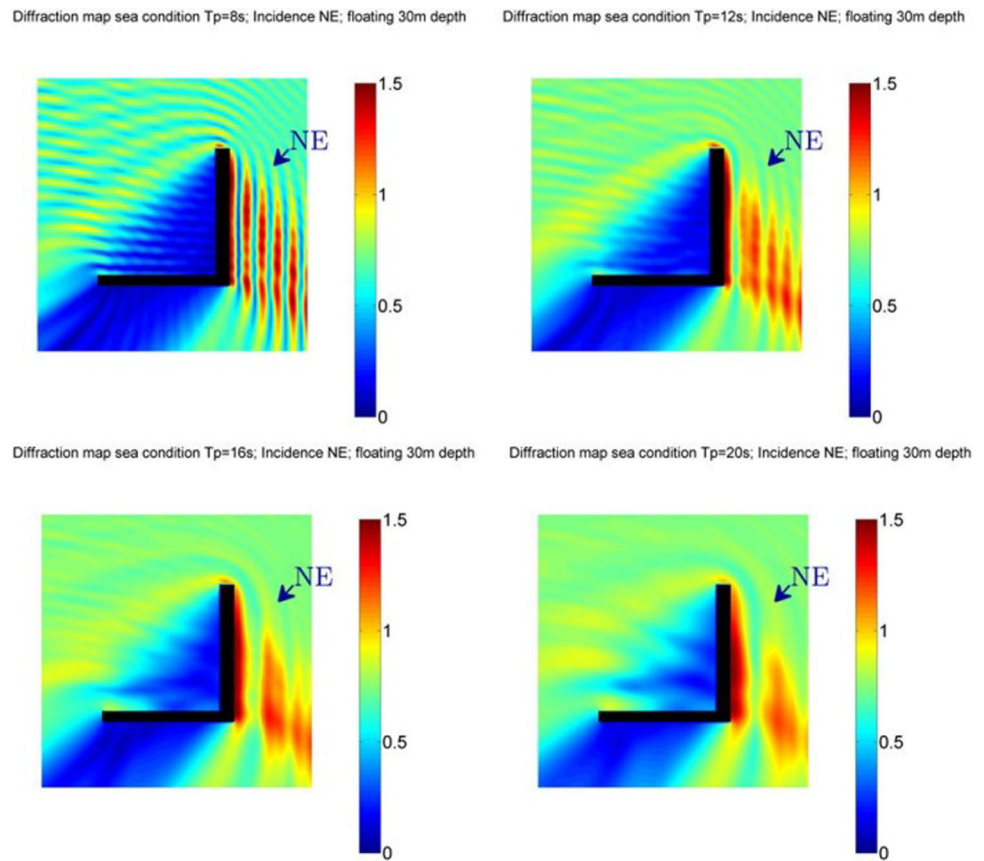 Diffraction map sea condition Tp=8s; Incidence NE; floating 30m depth
NE
1.5
1
0.5
0
Diffraction map sea condition Tp=12s; Incidence NE; floating 30m depth
NE
1.5
1
0.5
0
Diffraction map sea condition Tp=16s; Incidence NE; floating 30m depth
NE
1.5
1
0.5
0
Diffraction map sea condition Tp=20s; Incidence NE; floating 30m depth
NE
1.5
1
0.5
0